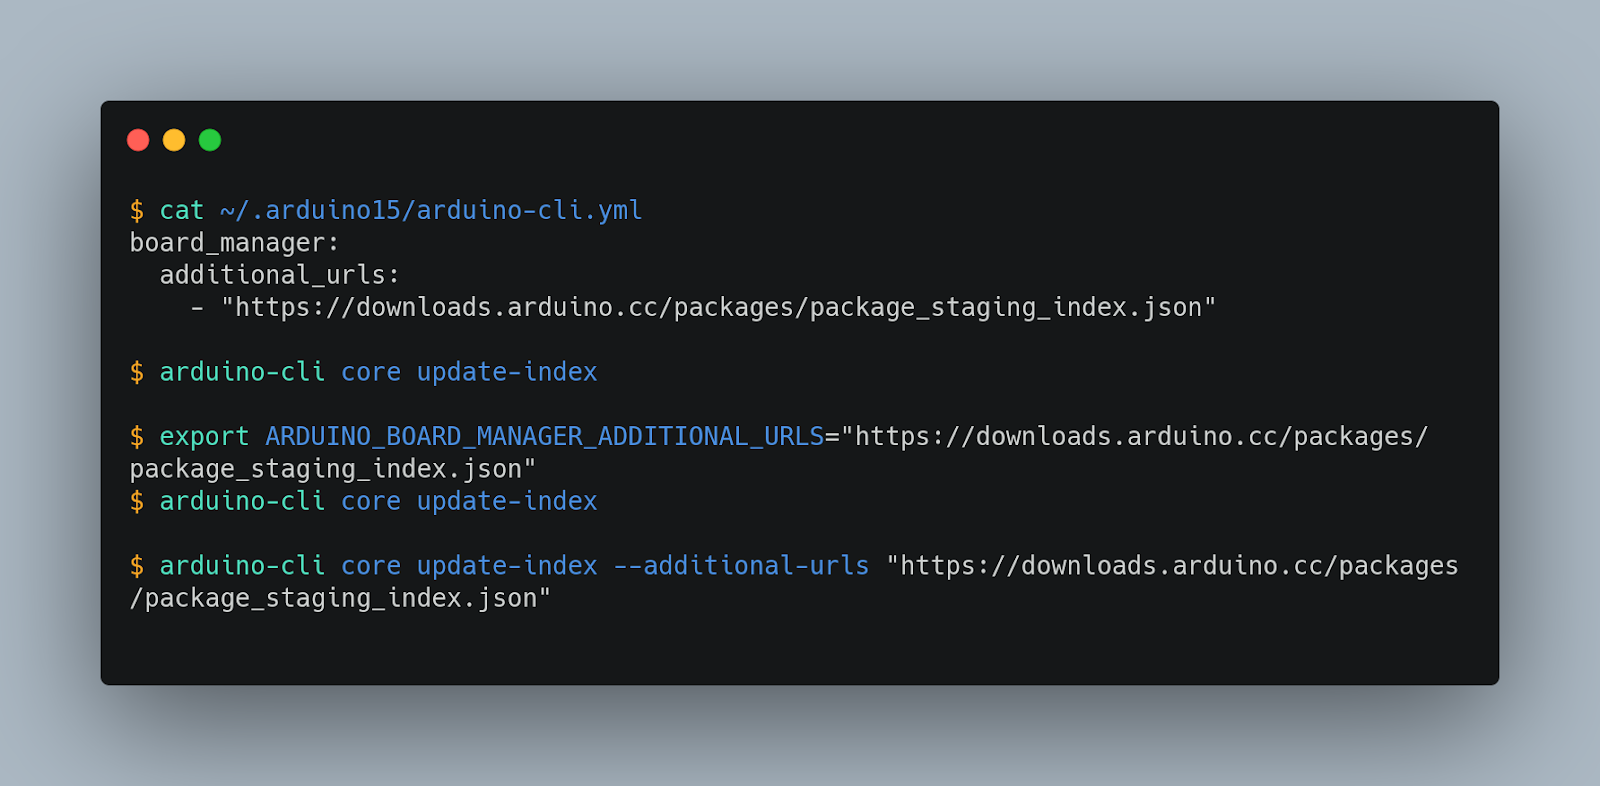 $ cat ~/.arduino15/arduino-cli.yml
board_manager:
  additional_urls:
    - "https://downloads.arduino.cc/packages/package_staging_index.json"
$ arduino-cli core update-index
$ export ARDUINO_BOARD_MANAGER_ADDITIONAL_URLS="https://downloads.arduino.cc/packages/
package_staging_index.json"
$ arduino-cli core update-index
$ arduino-cli core update-index --additional-urls "https://downloads.arduino.cc/packages
/package_staging_index.json"